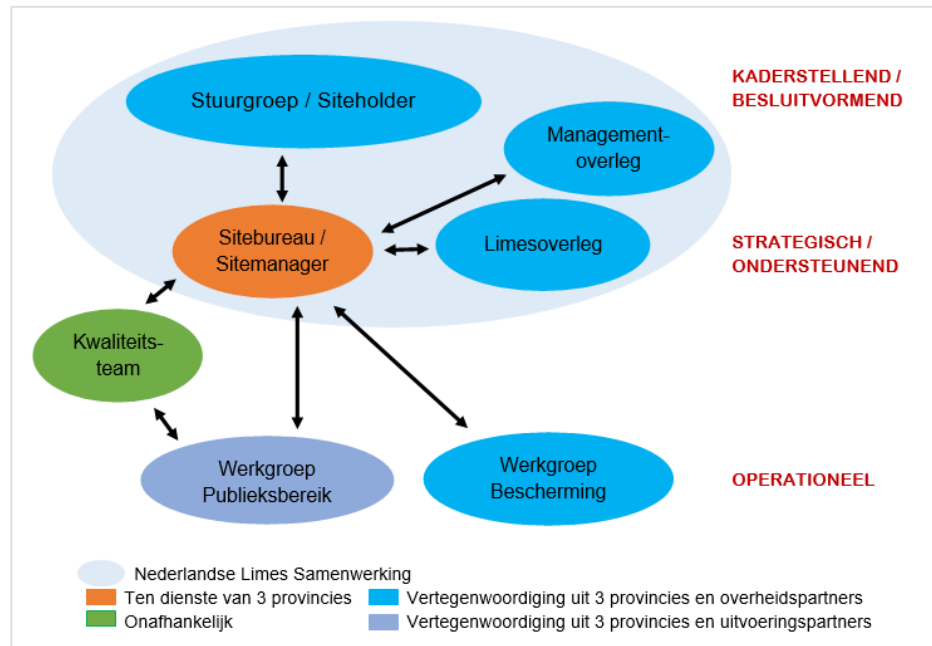 Stuurgroep / Siteholder
KADERSTELLEND /
BESLUITVORMEND
Management-
overleg
Sitebureau /
Sitemanager
Limesoverleg
STRATEGISCH /
ONDERSTEUNEND
Kwaliteits-
team
Werkgroep
Publieksbereik
Werkgroep
Bescherming
OPERATIONEEL
Nederlandse Limes Samenwerking
Ten dienste van 3 provincies
Vertegenwoordiging uit 3 provincies en overheidspartners
Onafhankelijk
Vertegenwoordiging uit 3 provincies en uitvoeringspartners